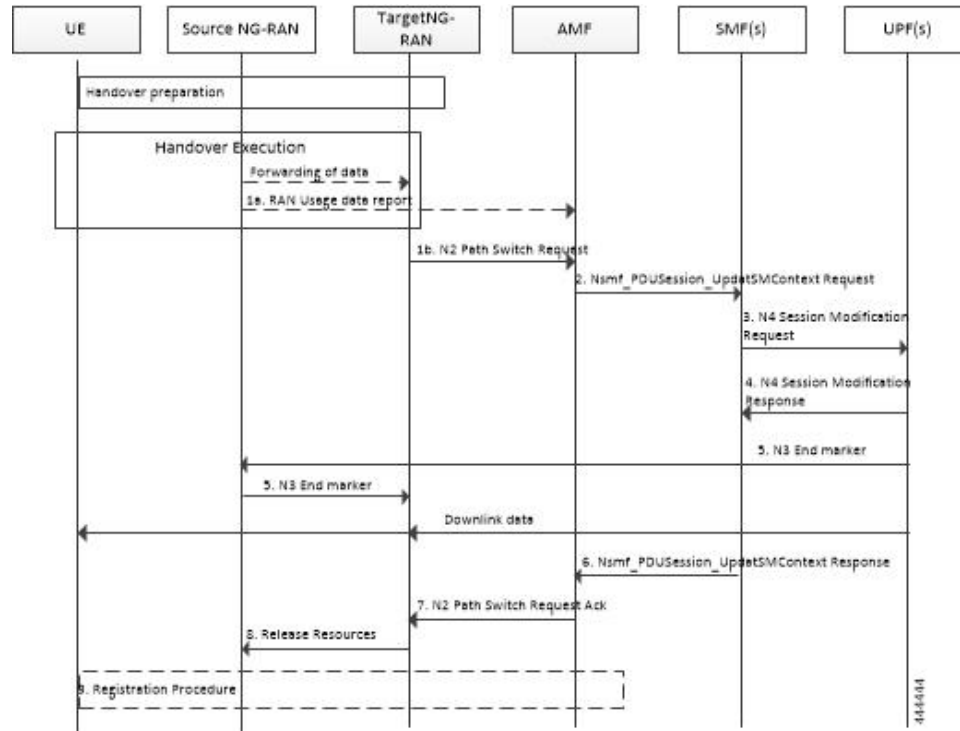 UE
Source NG-RAN
TargetNG-
RAN
AMF
SMF(s)
UPF(s)
Handover preparation
Handover Execution
Forwarding of data
1a. RAN Usage data report
1b. N2 Path Switch Request
2. Nsmf_PDUSession_UpdatSMContext Request
3. N4 Session Modification
Request
4. N4 Session Modification
Response
5. N3 End marker
5. N3 End marker
Downlink data
6. Nsmf_PDUSession_UpdatSMContext Response
7. N2 Path Switch Request Ack
8. Release Resources
9. Registration Procedure
444444